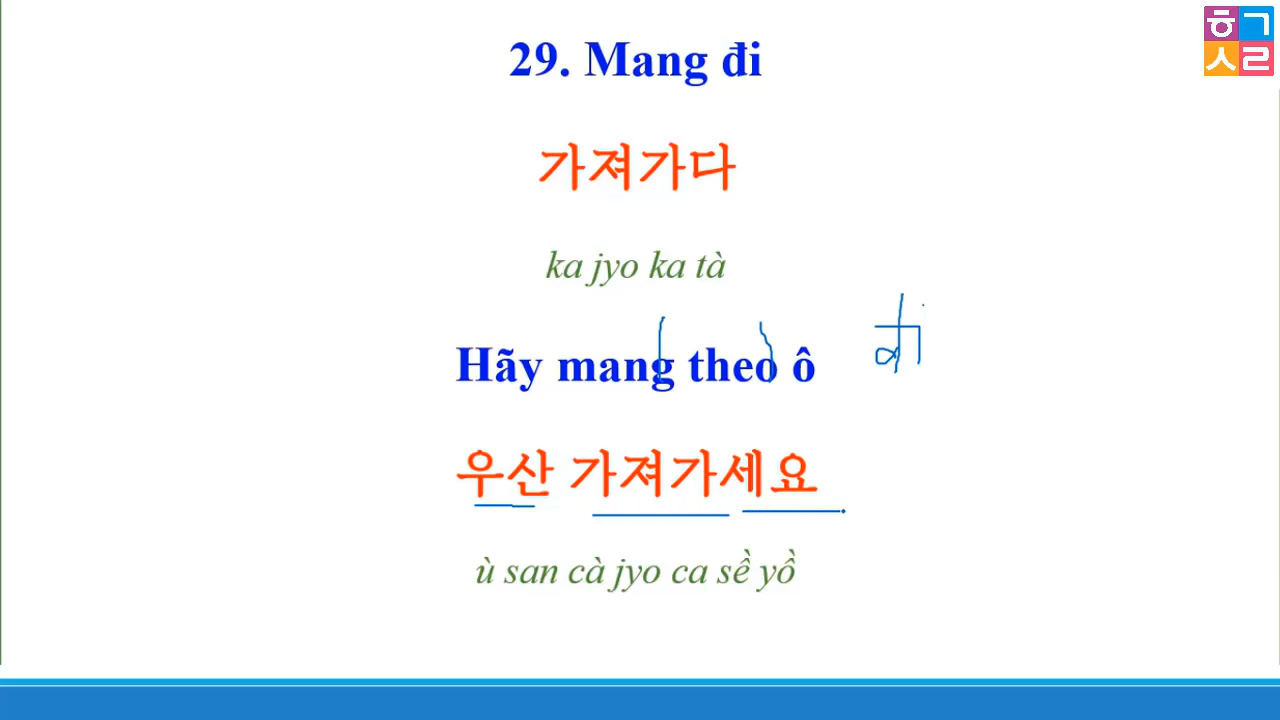 29. Mang đi
가져가다
ka jyo ka tà
Hãy mang theo ô
đi
우산 가져가세요
ù san cà jyo ca sề yồ